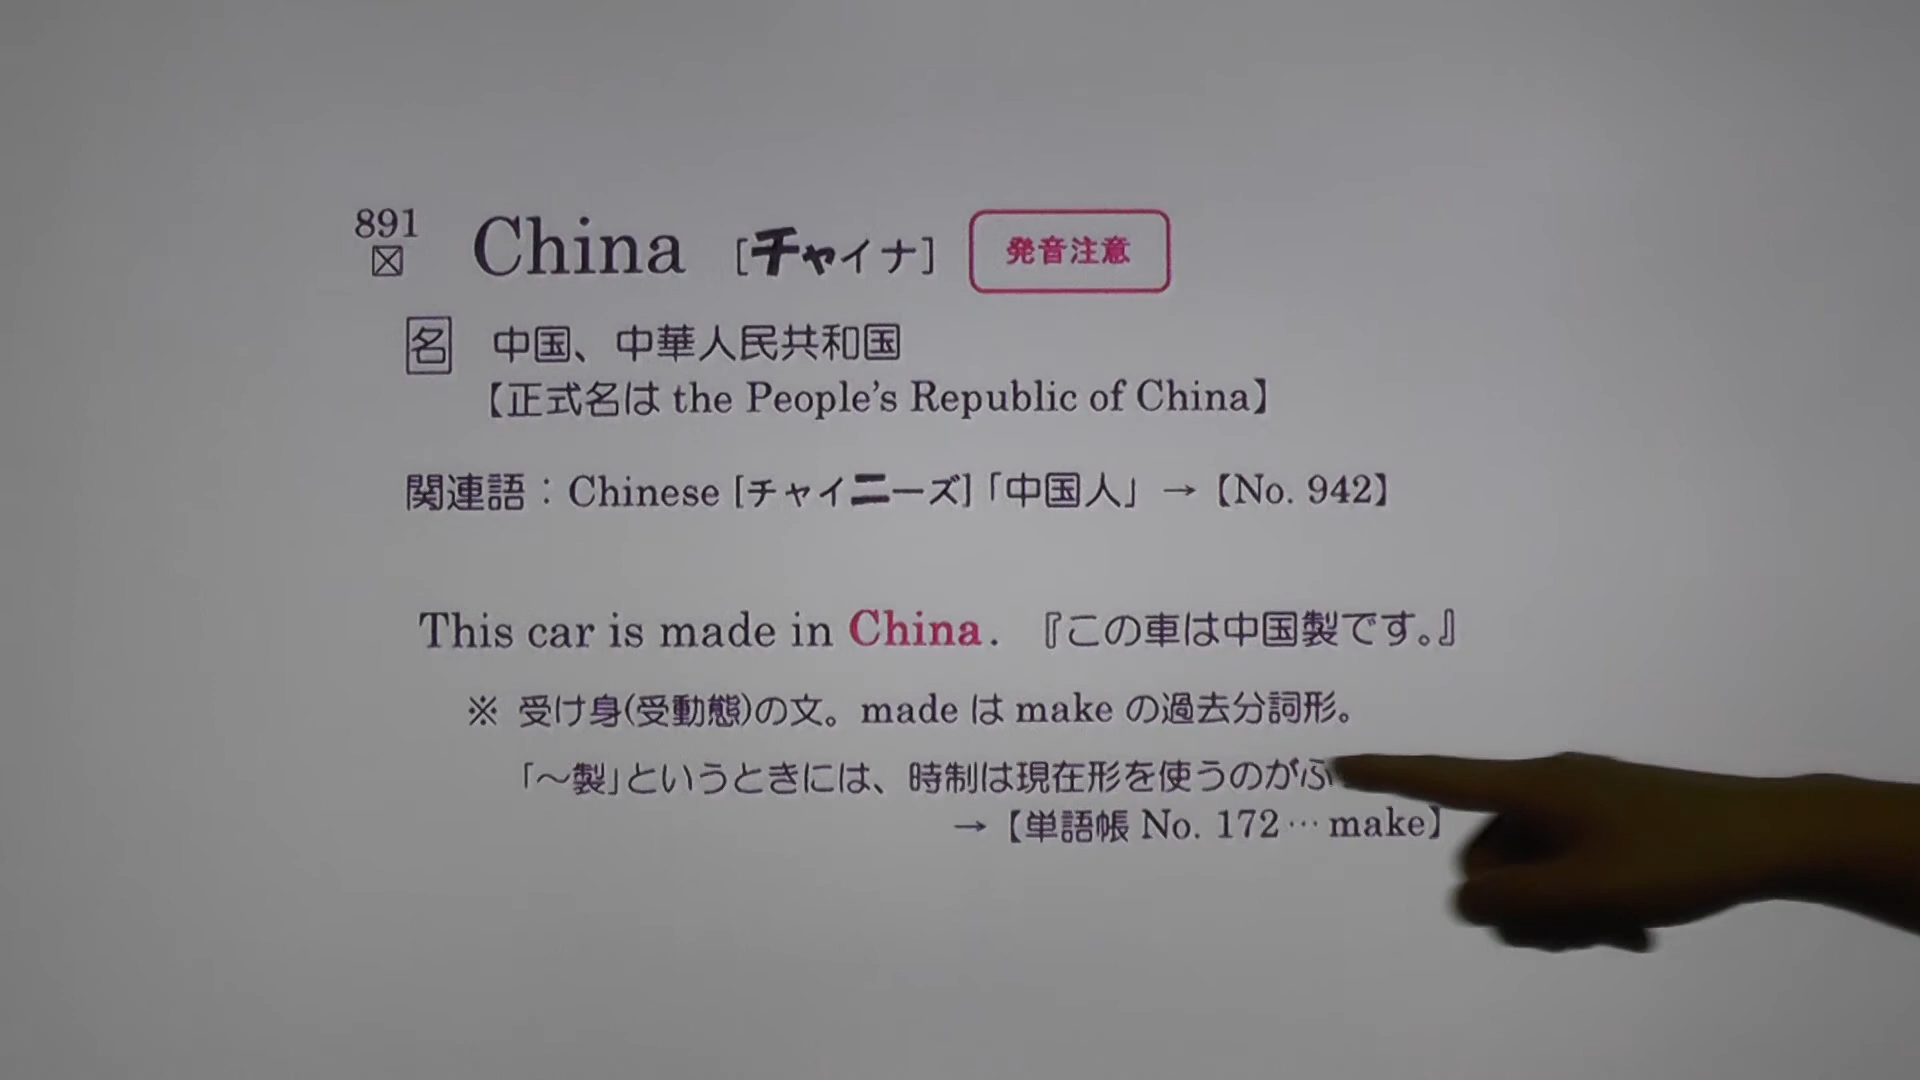 891
China [チャイナ] 発音注意
名 中国、中華人民共和国
【正式名は the People's Republic of China】
関連語：Chinese [チャイニーズ]「中国人」→【No. 942】
This car is made in China. 『この車は中国製です。』
※ 受け身(受動態)の文。made は make の過去分詞形。
「～製」というときには、時制は現在形を使うのがふ
→【単語帳 No. 172…make】